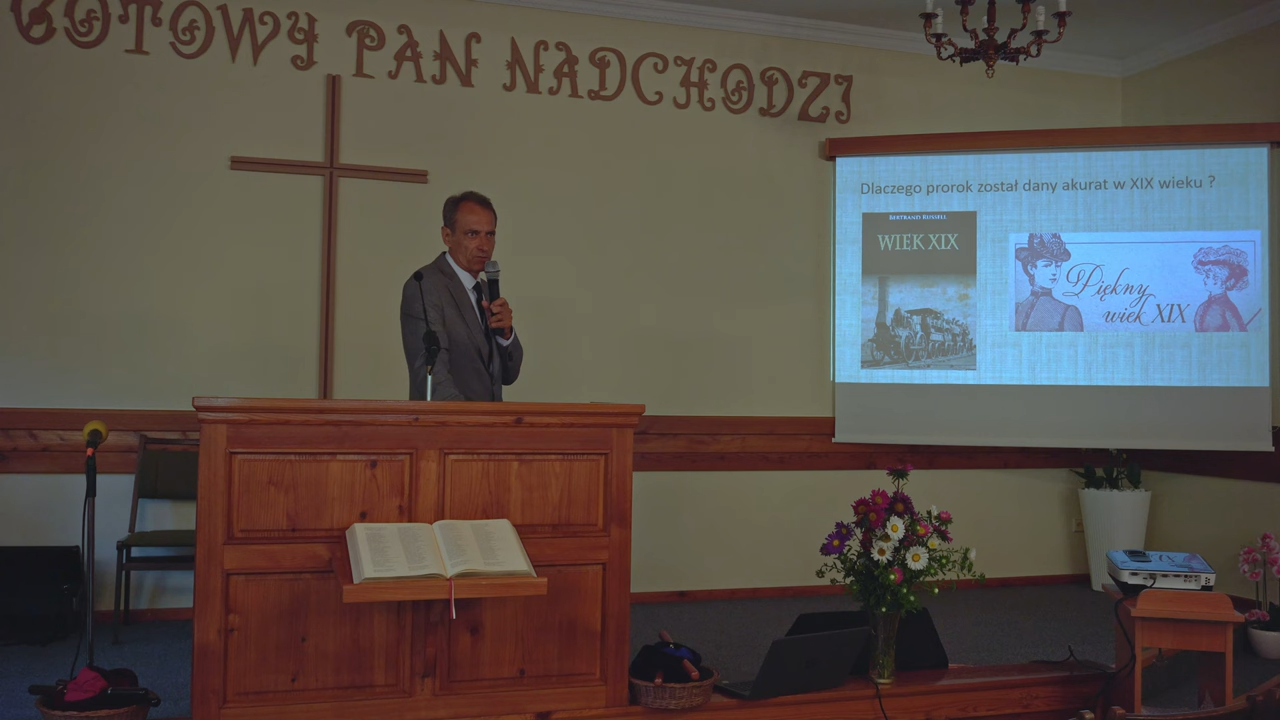 GOTOWY PAN NADCHODZI
Dlaczego prorok został dany akurat w XIX wieku ?
BERTRAND RUSSELL
WIEK XIX
Piękny
wiek XIX